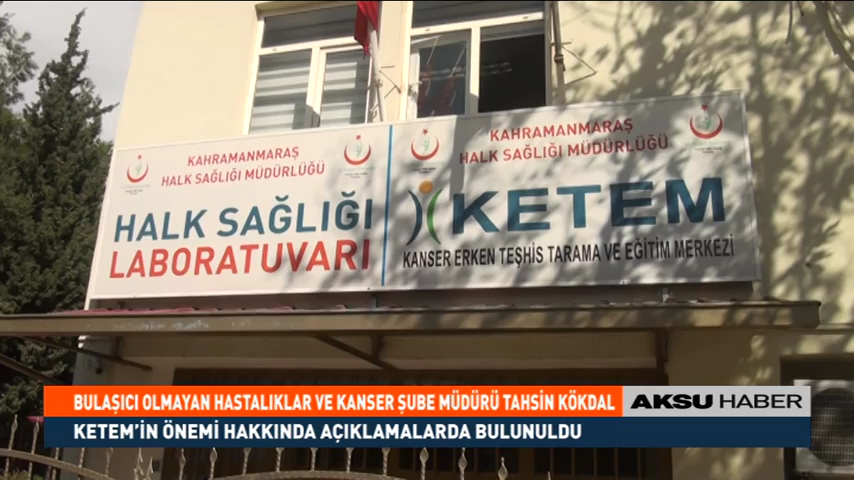 KAHRAMANMARAŞ
HALK SAĞLIĞI MÜDÜRLÜĞÜ
HALK SAĞLIĞI
LABORATUVARI
KAHRAMANMARAŞ
HALK SAĞLIĞI MÜDÜRLÜĞÜ
KETEM
KANSER ERKEN TEŞHİS TARAMA VE EĞİTİM MERKEZİ
BULAŞICI OLMAYAN HASTALIKLAR VE KANSER ŞUBE MÜDÜRÜ TAHSİN KÖKDAL
AKSU HABER
KETEM'İN ÖNEMİ HAKKINDA AÇIKLAMALARDA BULUNULDU